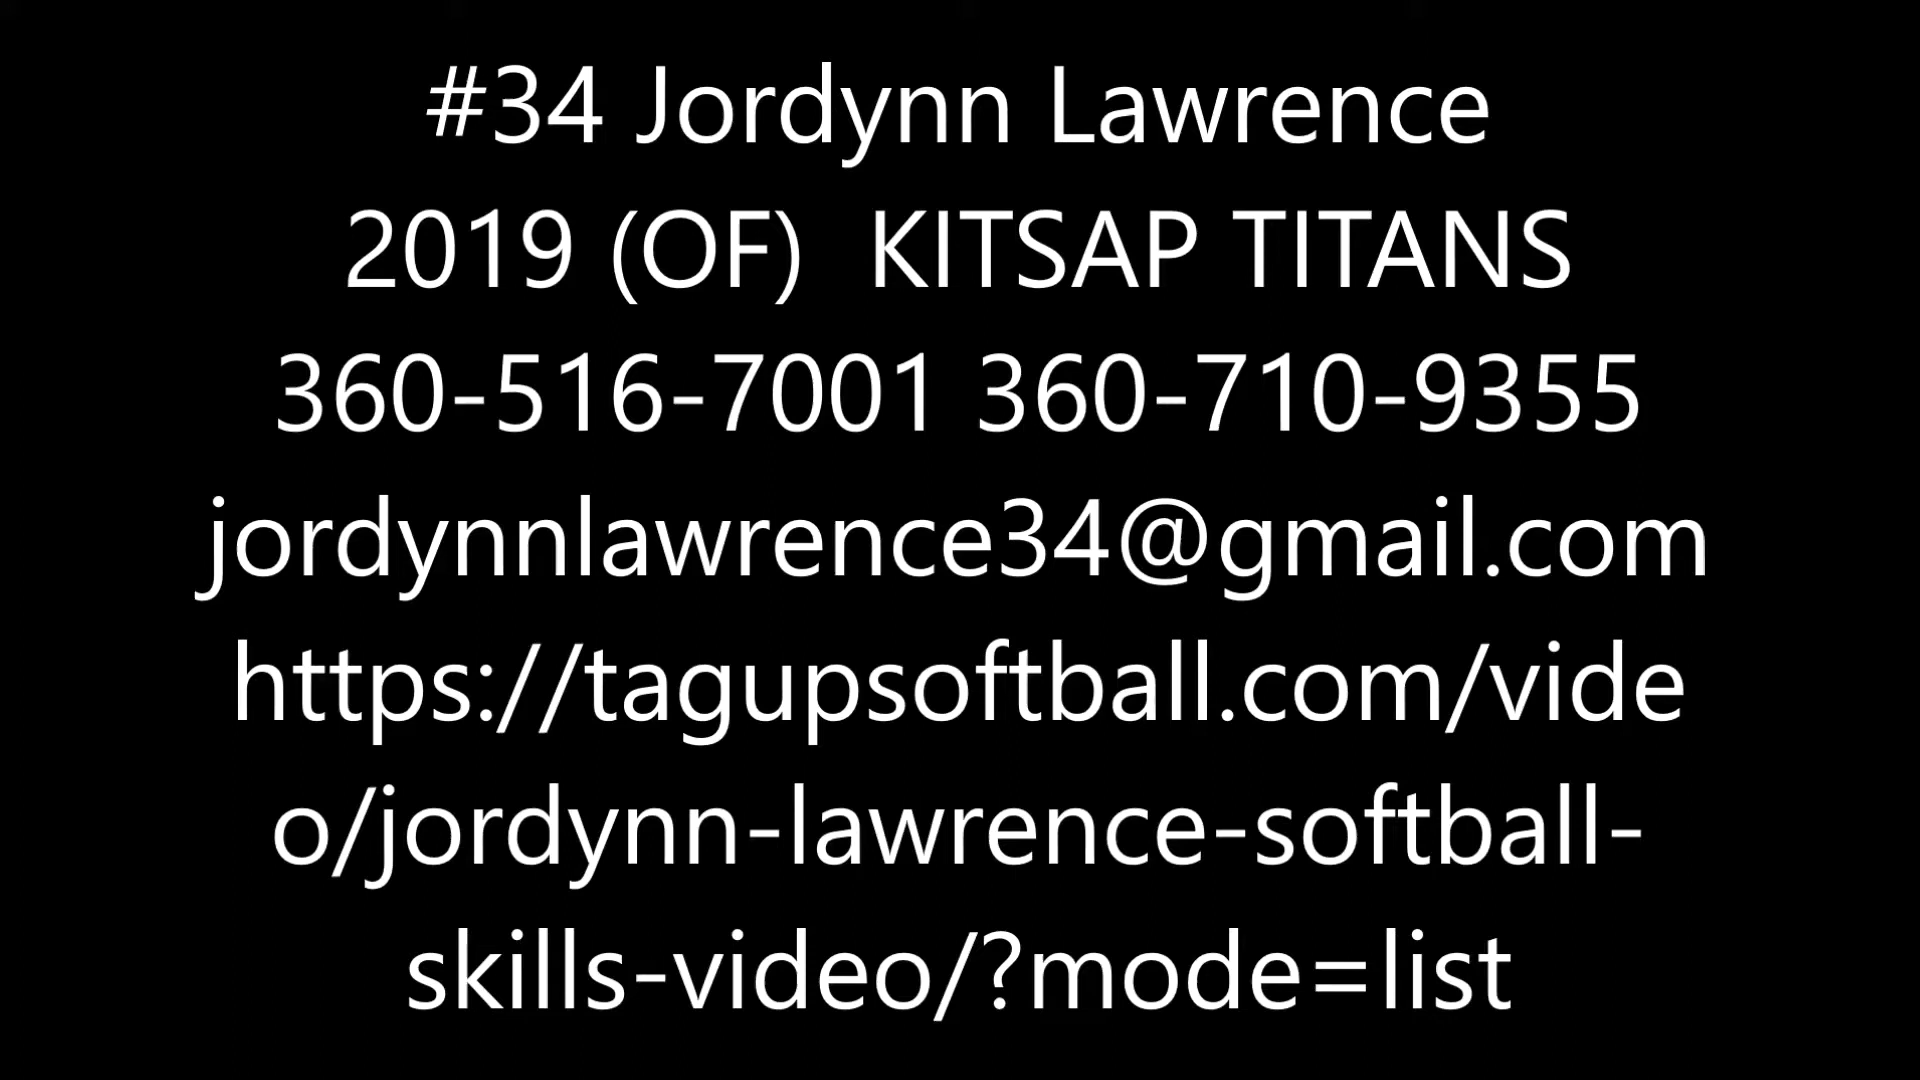 #34 Jordynn Lawrence
2019 (OF)  KITSAP TITANS
360-516-7001 360-710-9355
jordynnlawrence34@gmail.com
https://tagupsoftball.com/vide
o/jordynn-lawrence-softball-
skills-video/?mode=list